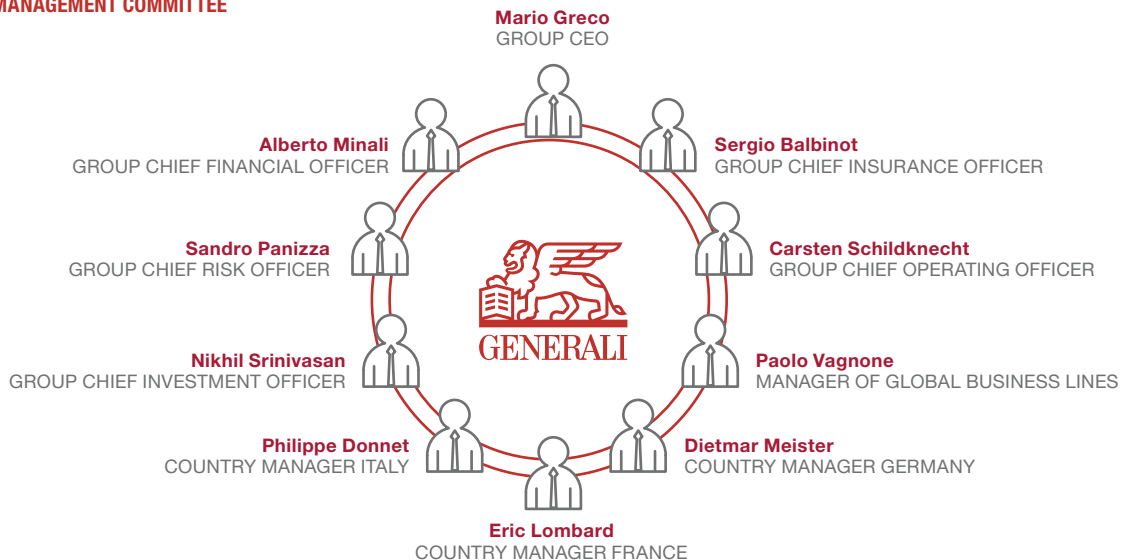 MANAGEMENT COMMITTEE
Mario Greco
GROUP CEO
Alberto Minali
GROUP CHIEF FINANCIAL OFFICER
Sergio Balbinot
GROUP CHIEF INSURANCE OFFICER
Sandro Panizza
GROUP CHIEF RISK OFFICER
Carsten Schildknecht
GROUP CHIEF OPERATING OFFICER
GENERALI
Nikhil Srinivasan
GROUP CHIEF INVESTMENT OFFICER
Paolo Vagnone
MANAGER OF GLOBAL BUSINESS LINES
Philippe Donnet
COUNTRY MANAGER ITALY
Dietmar Meister
COUNTRY MANAGER GERMANY
Eric Lombard
COUNTRY MANAGER FRANCE